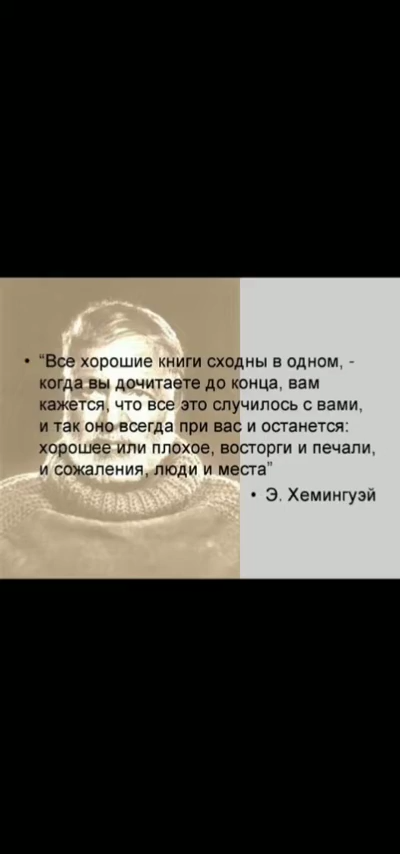 • “Все хорошие книги сходны в одном, -
когда вы дочитаете до конца, вам
кажется, что все это случилось с вами,
и так оно всегда при вас и останется:
хорошее или плохое, восторги и печали,
и сожаления, люди и места”
• Э. Хемингуэй